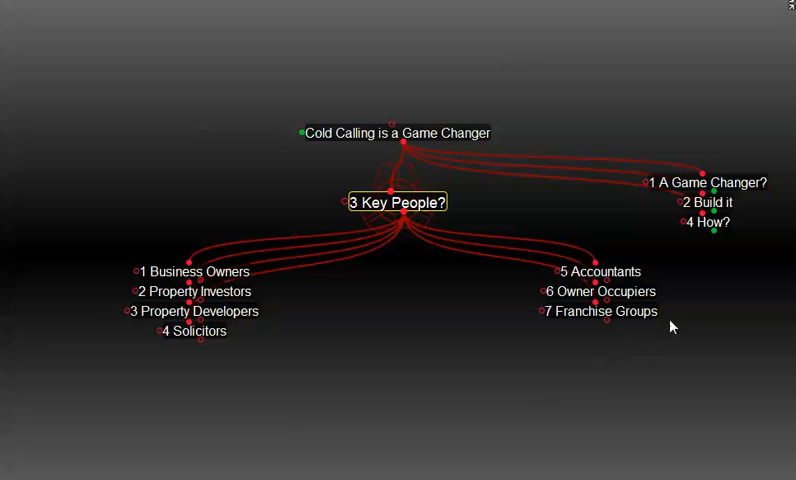 Cold Calling is a Game Changer
1 A Game Changer?
3 Key People?
2 Build it
4 How?
1 Business Owners
2 Property Investors
3 Property Developers
4 Solicitors
5 Accountants
6 Owner Occupiers
7 Franchise Groups